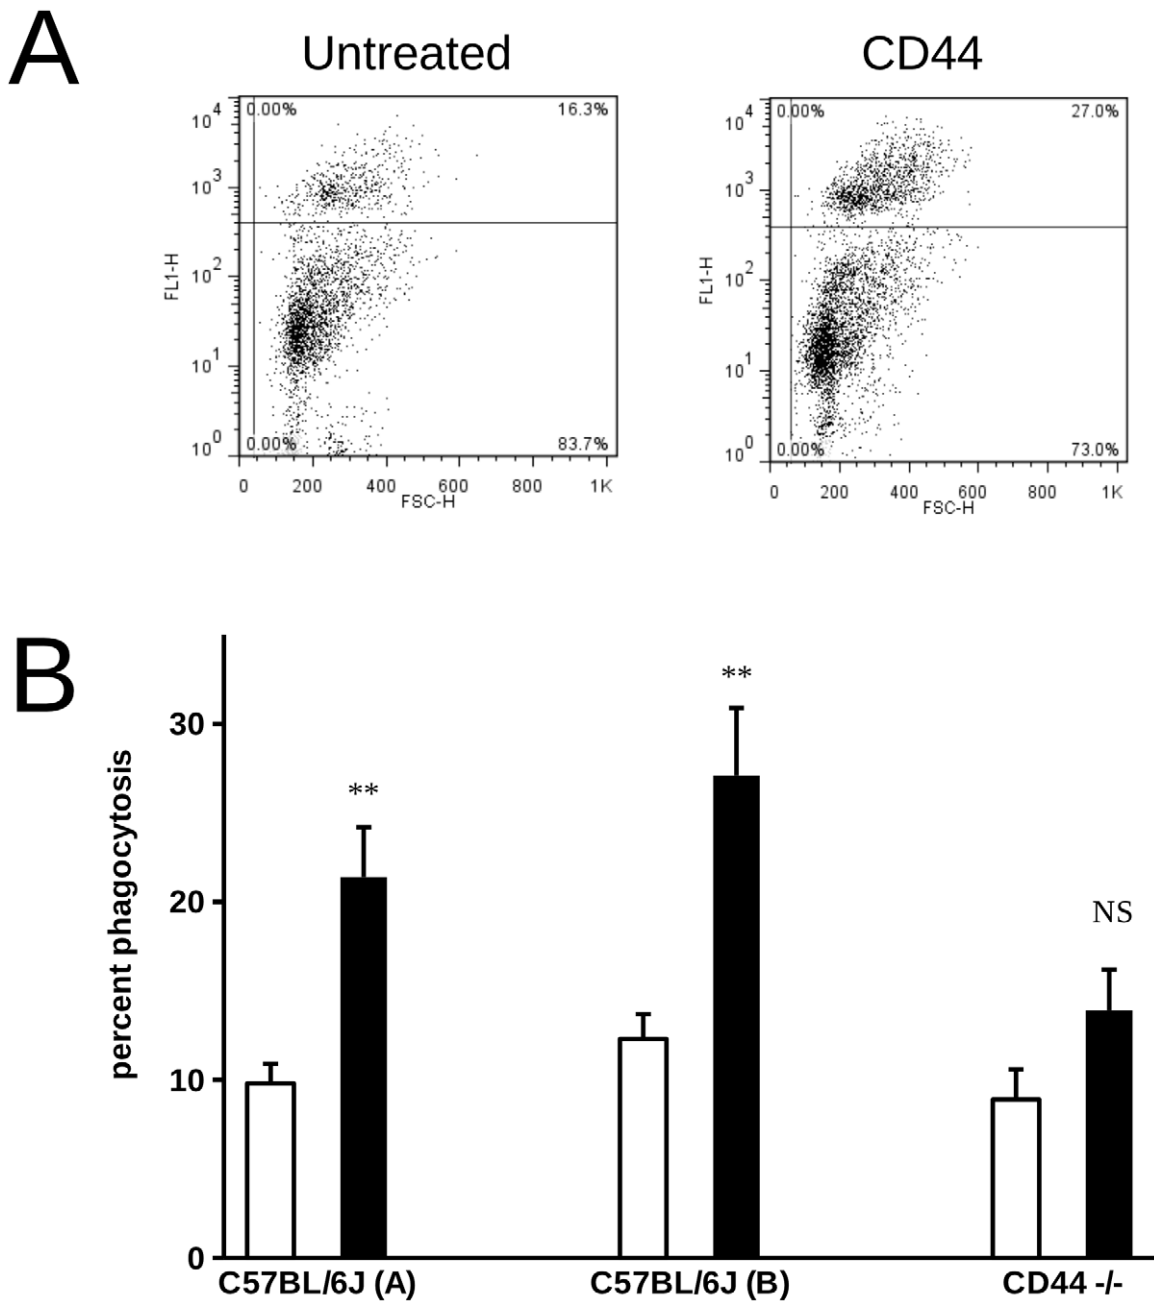 A
Untreated
CD44
0.00% 16.3%
10^4
10^3
10^2
10^1
10^0
FL1-H
0.00% 83.7%
0 200 400 600 800 1K
FSC-H
0.00% 27.0%
10^4
10^3
10^2
10^1
10^0
FL1-H
0.00% 73.0%
0 200 400 600 800 1K
FSC-H
B
percent phagocytosis
30
20
10
0
**
**
NS
C57BL/6J (A)
C57BL/6J (B)
CD44 -/-